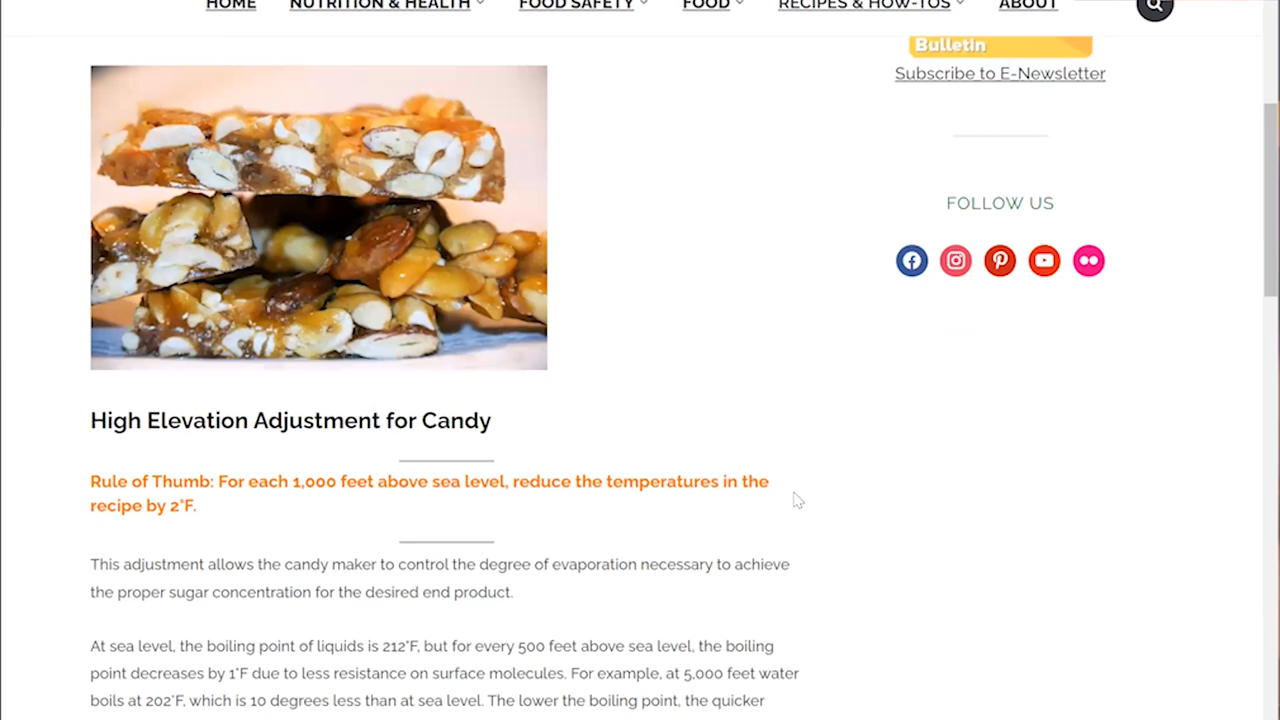 HOME NUTRITION & HEALTH FOOD SAFETY FOOD RECIPES & HOW-TOS ABOUT
Bulletin
Subscribe to E-Newsletter
FOLLOW US
High Elevation Adjustment for Candy
Rule of Thumb: For each 1,000 feet above sea level, reduce the temperatures in the
recipe by 2°F.
This adjustment allows the candy maker to control the degree of evaporation necessary to achieve
the proper sugar concentration for the desired end product.
At sea level, the boiling point of liquids is 212°F, but for every 500 feet above sea level, the boiling
point decreases by 1°F due to less resistance on surface molecules. For example, at 5,000 feet water
boils at 202°F, which is 10 degrees less than at sea level. The lower the boiling point, the quicker